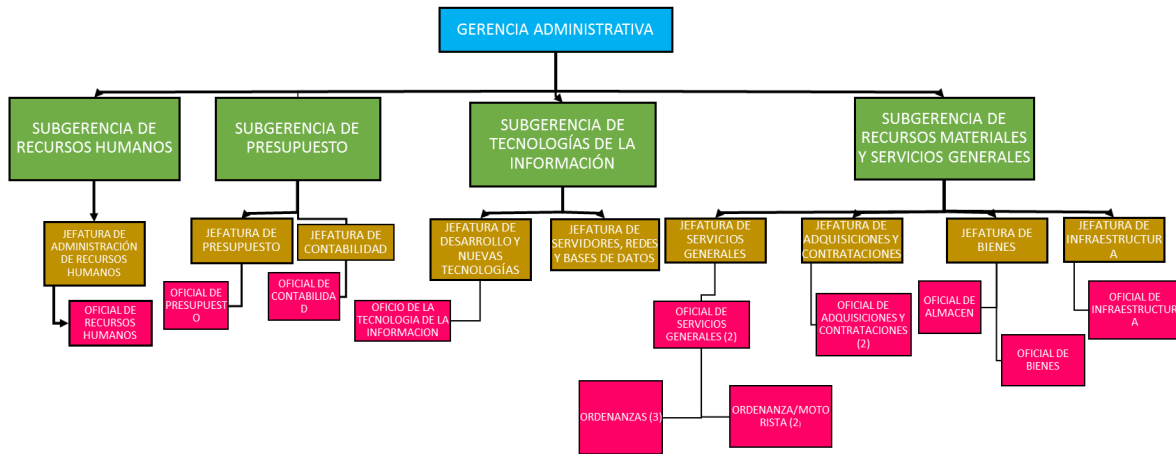 GERENCIA ADMINISTRATIVA
SUBGERENCIA DE
RECURSOS HUMANOS
SUBGERENCIA DE
PRESUPUESTO
SUBGERENCIA DE
TECNOLOGÍAS DE LA
INFORMACIÓN
SUBGERENCIA DE
RECURSOS MATERIALES
Y SERVICIOS GENERALES
JEFATURA DE
ADMINISTRACIÓN
DE RECURSOS
HUMANOS
JEFATURA DE
PRESUPUESTO
JEFATURA DE
CONTABILIDAD
JEFATURA DE
DESARROLLO Y
NUEVAS
TECNOLOGÍAS
JEFATURA DE
SERVIDORES, REDES
Y BASES DE DATOS
JEFATURA DE
SERVICIOS
GENERALES
JEFATURA DE
ADQUISICIONES Y
CONTRATACIONES
JEFATURA DE
BIENES
JEFATURA DE
INFRAESTRUCTUR
A
OFICIAL DE
RECURSOS
HUMANOS
OFICIAL DE
PRESUPUEST
O
OFICIAL DE
CONTABILIDA
D
OFICIO DE LA
TECNOLOGIA DE LA
INFORMACION
OFICIAL DE
SERVICIOS
GENERALES (2)
OFICIAL DE
ADQUISICIONES Y
CONTRATACIONES
(2)
OFICIAL DE
ALMACEN
OFICIAL DE
BIENES
OFICIAL DE
INFRAESTRUCTUR
A
ORDENANZAS (3)
ORDENANZA/MOTO
RISTA (2)